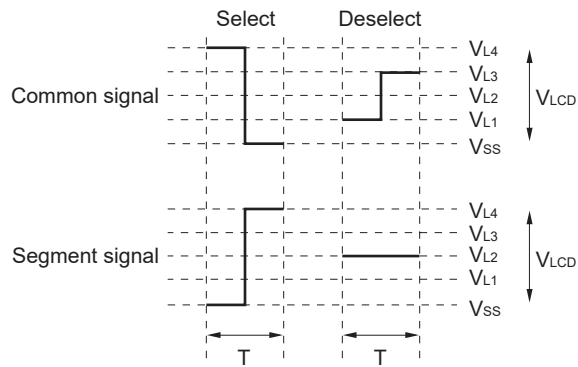 Select Deselect
VL4
VL3
Common signal VL2 VLCD
VL1
VSS
VL4
VL3
Segment signal VL2 VLCD
VL1
VSS
T T